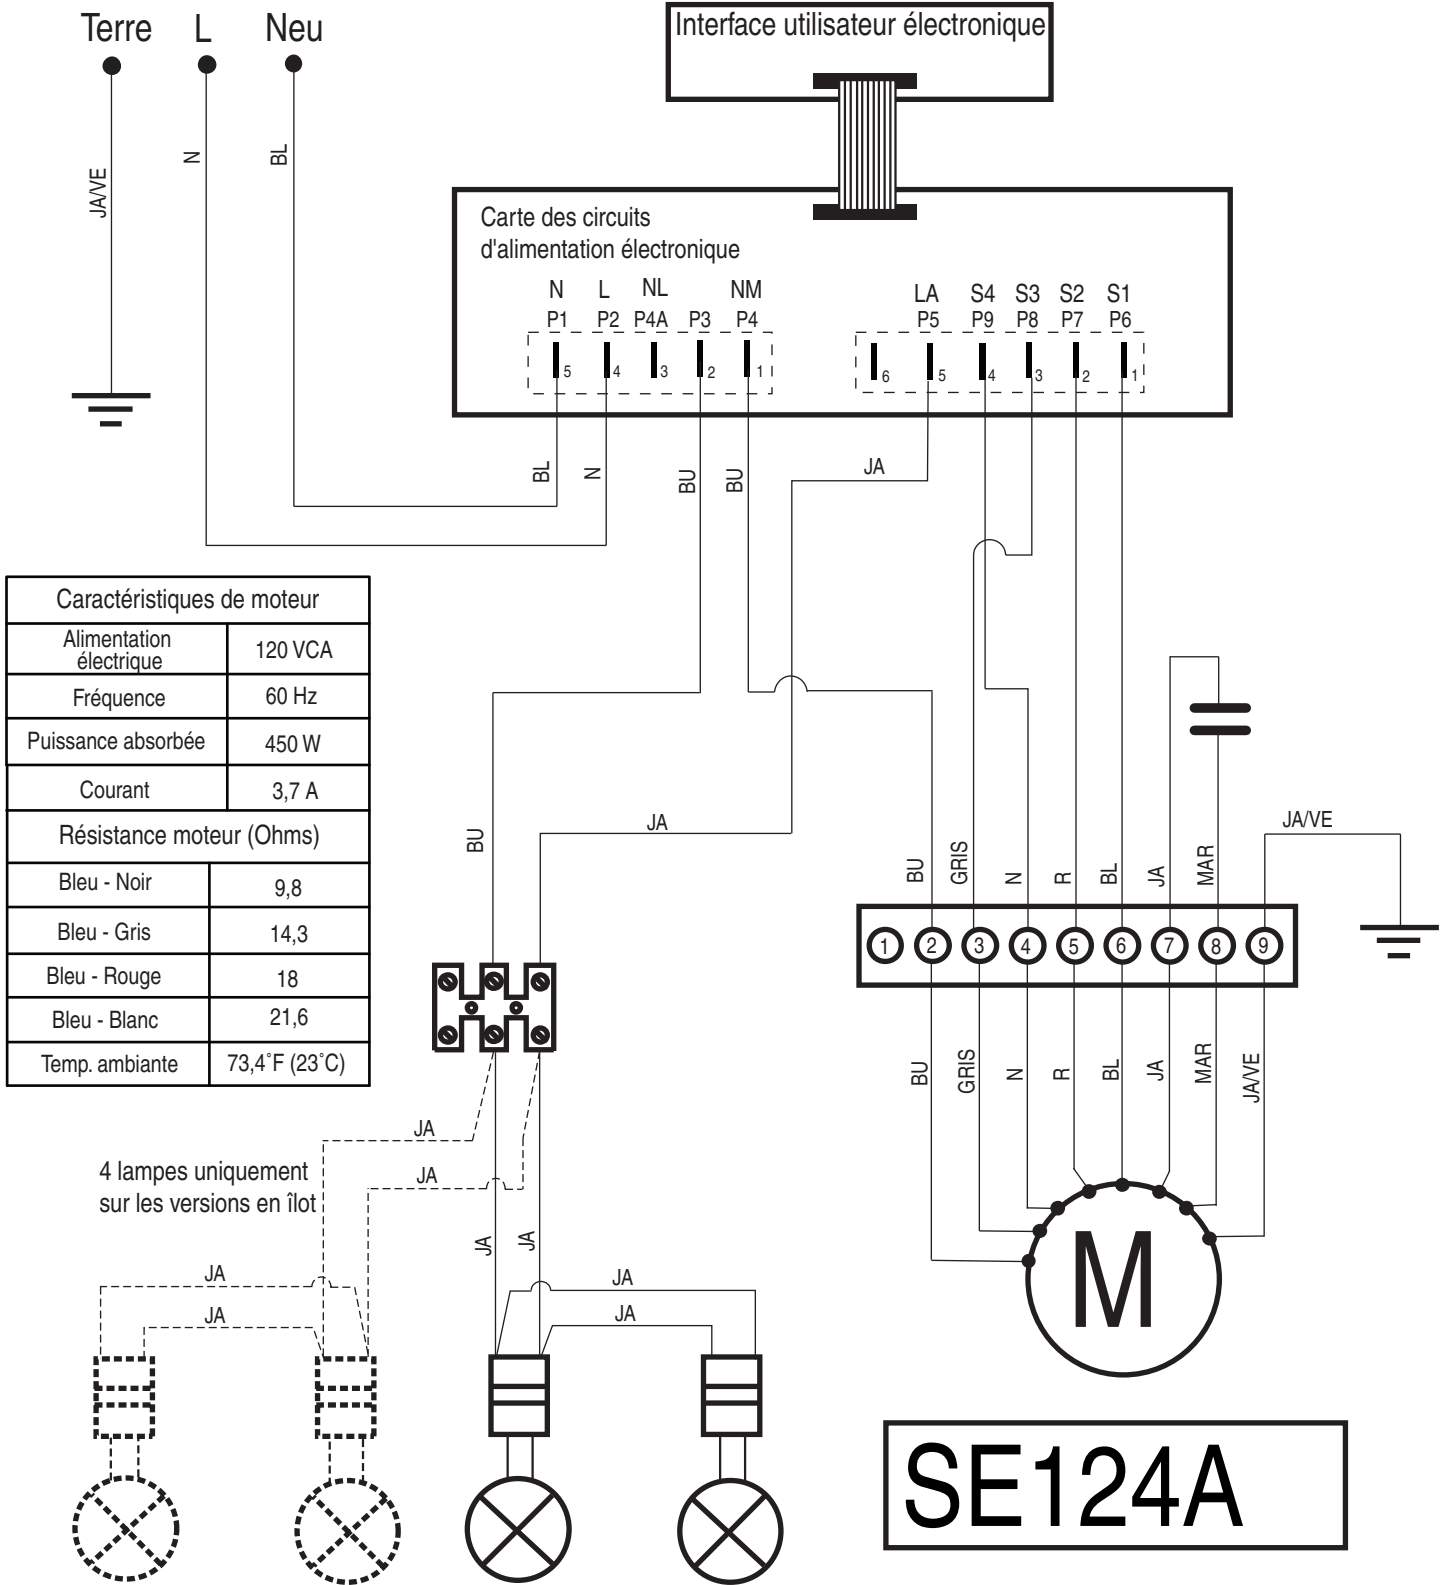 Terre L Neu
Interface utilisateur électronique
JA/VE
N
BL
Carte des circuits
d'alimentation électronique
N L NL NM
P1 P2 P4A P3 P4
5 4 3 2 1
LA S4 S3 S2 S1
P5 P9 P8 P7 P6
6 5 4 3 2 1
BL
N
BU
BU
JA
Caractéristiques de moteur
Alimentation
électrique
120 VCA
Fréquence 60 Hz
Puissance absorbée 450 W
Courant 3,7 A
Résistance moteur (Ohms)
Bleu - Noir 9,8
Bleu - Gris 14,3
Bleu - Rouge 18
Bleu - Blanc 21,6
Temp. ambiante 73,4˚F (23˚C)
BU
JA
JA/VE
BU
GRIS
N
R
BL
JA
MAR
1 2 3 4 5 6 7 8 9
BU
GRIS
N
R
BL
JA
MAR
JA/VE
JA
4 lampes uniquement
sur les versions en îlot
JA
JA
JA
JA
JA
JA
JA
M
SE124A